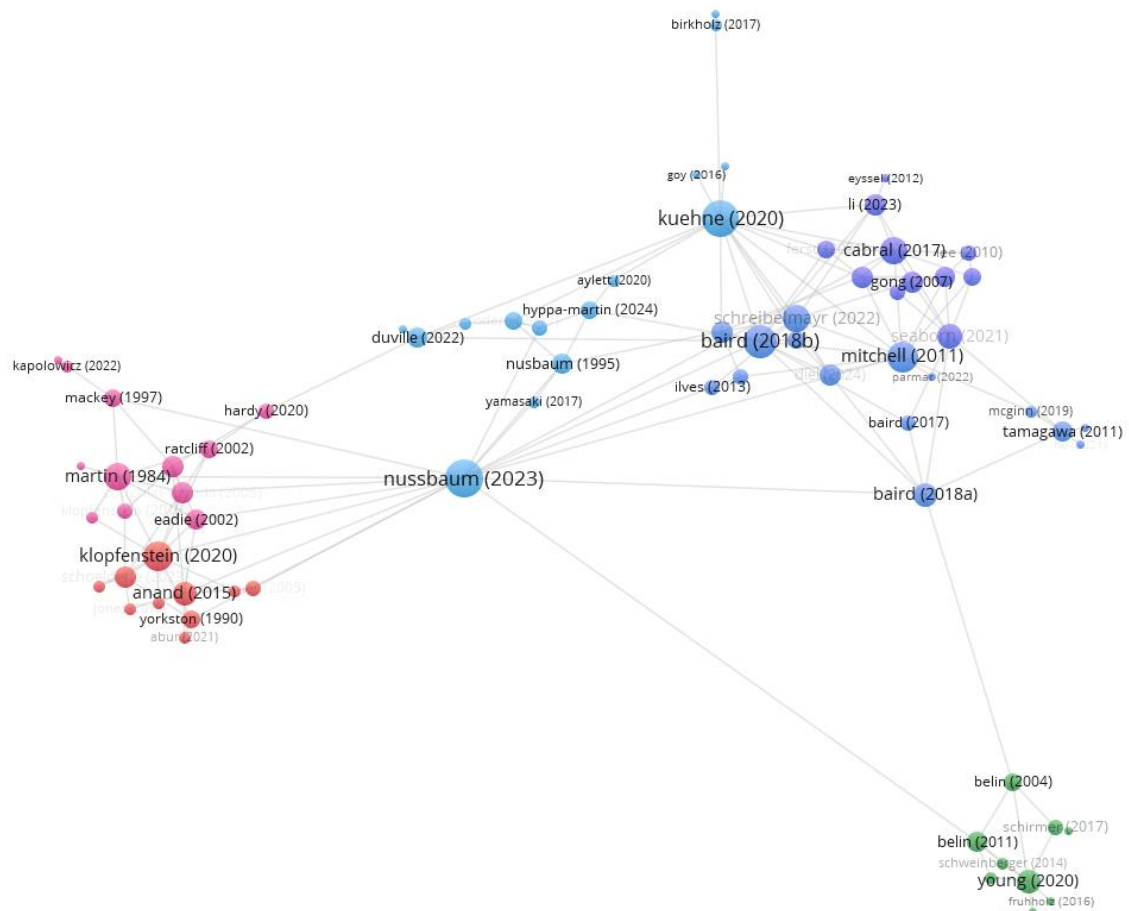 birkholz (2017)
goy (2016)
eyssel (2012)
li (2023)
kuehne (2020)
cabral (2017)
lee (2010)
gong (2007)
aylett (2020)
hyppa-martin (2024)
schreibelmayr (2022)
duville (2022)
baird (2018b)
seaborn (2021)
mitchell (2011)
nusbaum (1995)
kapolowicz (2022)
diel (2024)
parmar (2022)
ilves (2013)
mackey (1997)
yamasaki (2017)
hardy (2020)
mcginn (2019)
baird (2017)
tamagawa (2011)
ratcliff (2002)
martin (1984)
nussbaum (2023)
baird (2018a)
eadie (2002)
klopfenstein (2020)
anand (2015)
yorkston (1990)
abur (2021)
belin (2004)
schirmer (2017)
belin (2011)
schweinberger (2014)
young (2020)
fruhholz (2016)